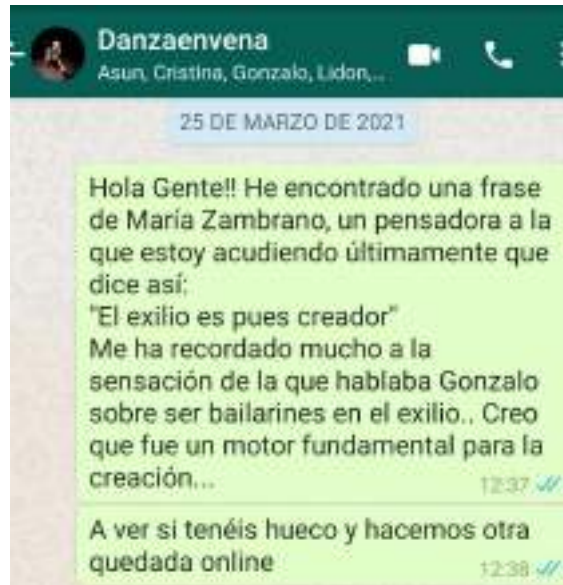 Danzaenvena
Asun, Cristina, Gonzalo, Lidon,...
25 DE MARZO DE 2021
Hola Gente!! He encontrado una frase
de María Zambrano, un pensadora a la
que estoy acudiendo últimamente que
dice así:
"El exilio es pues creador"
Me ha recordado mucho a la
sensación de la que hablaba Gonzalo
sobre ser bailarines en el exilio.. Creo
que fue un motor fundamental para la
creación...
12:37
A ver si tenéis hueco y hacemos otra
quedada online
12:38